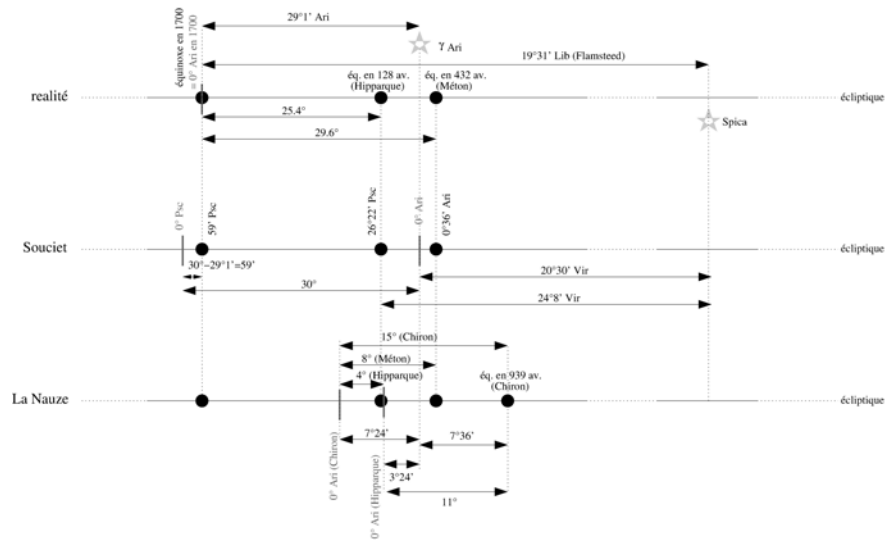 29°1’ Ari
γ Ari
équinoxe en 1700
= 0° Ari en 1700
19°31’ Lib (Flamsteed)
éq. en 128 av.
(Hipparque)
éq. en 432 av.
(Méton)
realité
écliptique
25.4°
Spica
29.6°
0° Psc
59’ Psc
26°22’ Psc
0° Ari
0°36’ Ari
Souciet
écliptique
30°−29°1’=59’
20°30’ Vir
30°
24°8’ Vir
15° (Chiron)
8° (Méton)
4° (Hipparque)
éq. en 939 av.
(Chiron)
La Nauze
écliptique
7°24’
7°36’
3°24’
11°
0° Ari (Chiron)
0° Ari (Hipparque)